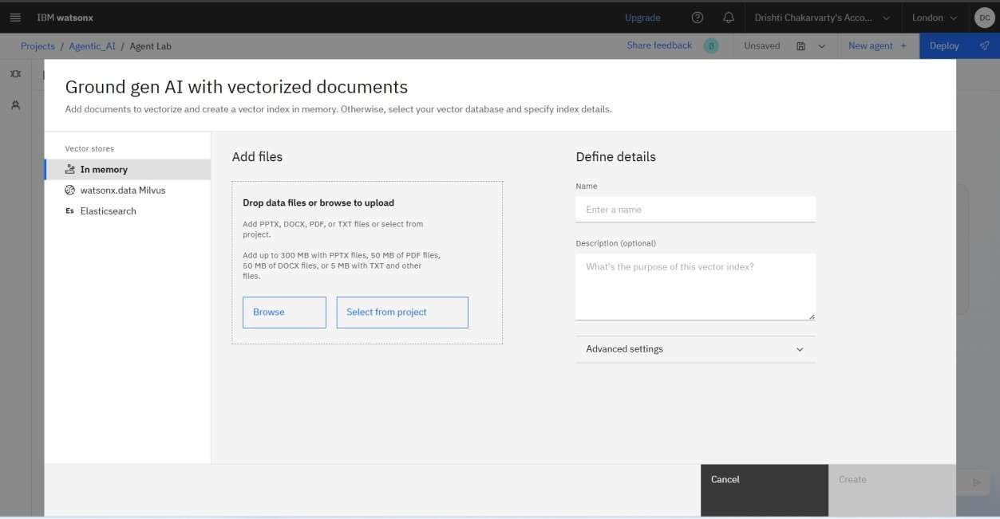 IBM watsonx
Upgrade
Drishti Chakarvarty's Acco...
London
DC
Projects / Agentic_AI / Agent Lab
Share feedback
Unsaved
New agent +
Deploy
Ground gen AI with vectorized documents
Add documents to vectorize and create a vector index in memory. Otherwise, select your vector database and specify index details.
Vector stores
In memory
watsonx.data Milvus
Es Elasticsearch
Add files
Drop data files or browse to upload
Add PPTX, DOCX, PDF, or TXT files or select from
project.
Add up to 300 MB with PPTX files, 50 MB of PDF files,
50 MB of DOCX files, or 5 MB with TXT and other
files.
Browse
Select from project
Define details
Name
Enter a name
Description (optional)
What's the purpose of this vector index?
Advanced settings
Cancel
Create